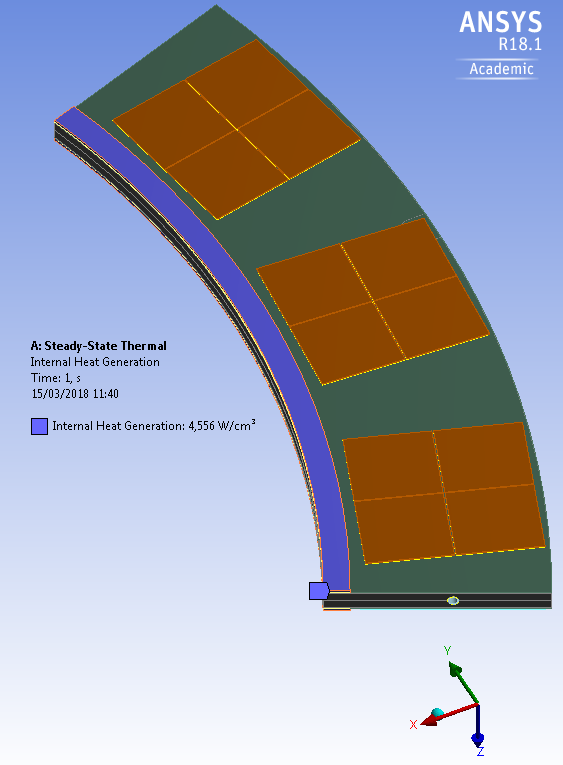 ANSYS
R18.1
Academic
A: Steady-State Thermal
Internal Heat Generation
Time: 1, s
15/03/2018 11:40
Internal Heat Generation: 4,556 W/cm³
Y
X
Z